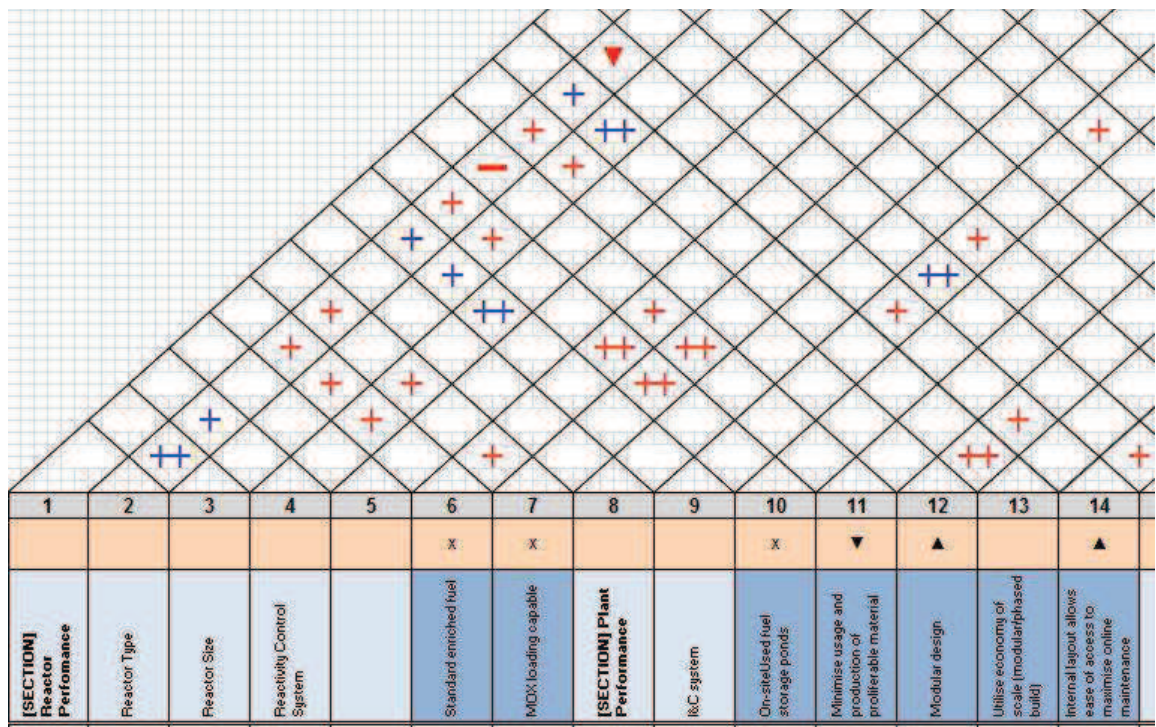 1 2 3 4 5 6 7 8 9 10 11 12 13 14
x x x ▼ ▲ ▲
[SECTION]
Reactor
Perfomance
Reactor Type
Reactor Size
Reactivity Control
System
Standard enriched fuel
MOX loading capable
[SECTION] Plant
Performance
I&C system
On-siteUsed fuel
storage ponds
Minimise usage and
production of
proliferable material
Modular design
Utilise economy of
scale (modular/phased
build)
Internal layout allows
ease of access to
maximise online
maintenance